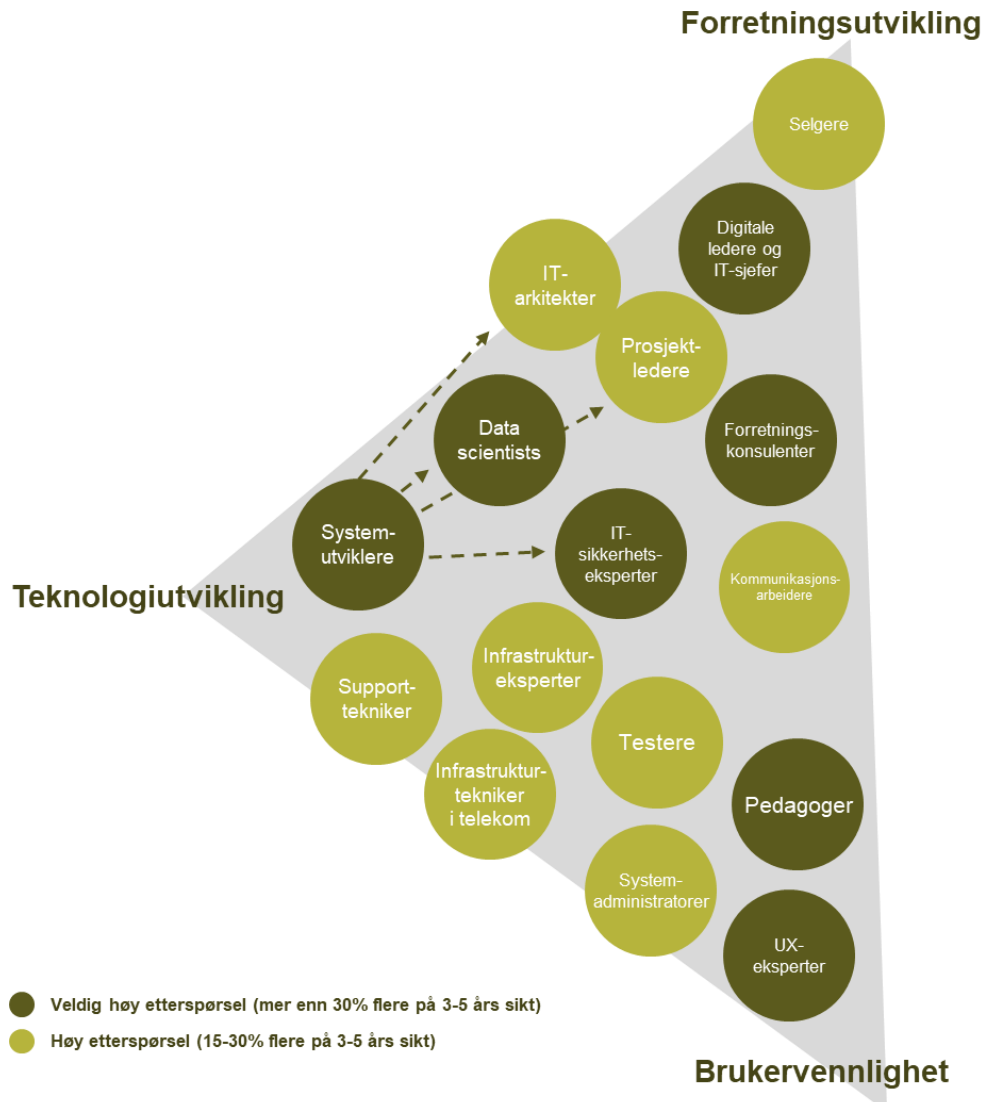 Forretningsutvikling
Selgere
Digitale
ledere og
IT-sjefer
IT-
arkitekter
Prosjekt-
ledere
Data
scientists
Forretnings-
konsulenter
System-
utviklere
IT-
sikkerhets-
eksperter
Kommunikasjons-
arbeidere
Teknologiutvikling
Infrastruktur-
eksperter
Support-
tekniker
Testere
Infrastruktur-
tekniker
i telekom
Pedagoger
System-
administratorer
UX-
eksperter
Veldig høy etterspørsel (mer enn 30% flere på 3-5 års sikt)
Høy etterspørsel (15-30% flere på 3-5 års sikt)
Brukervennlighet